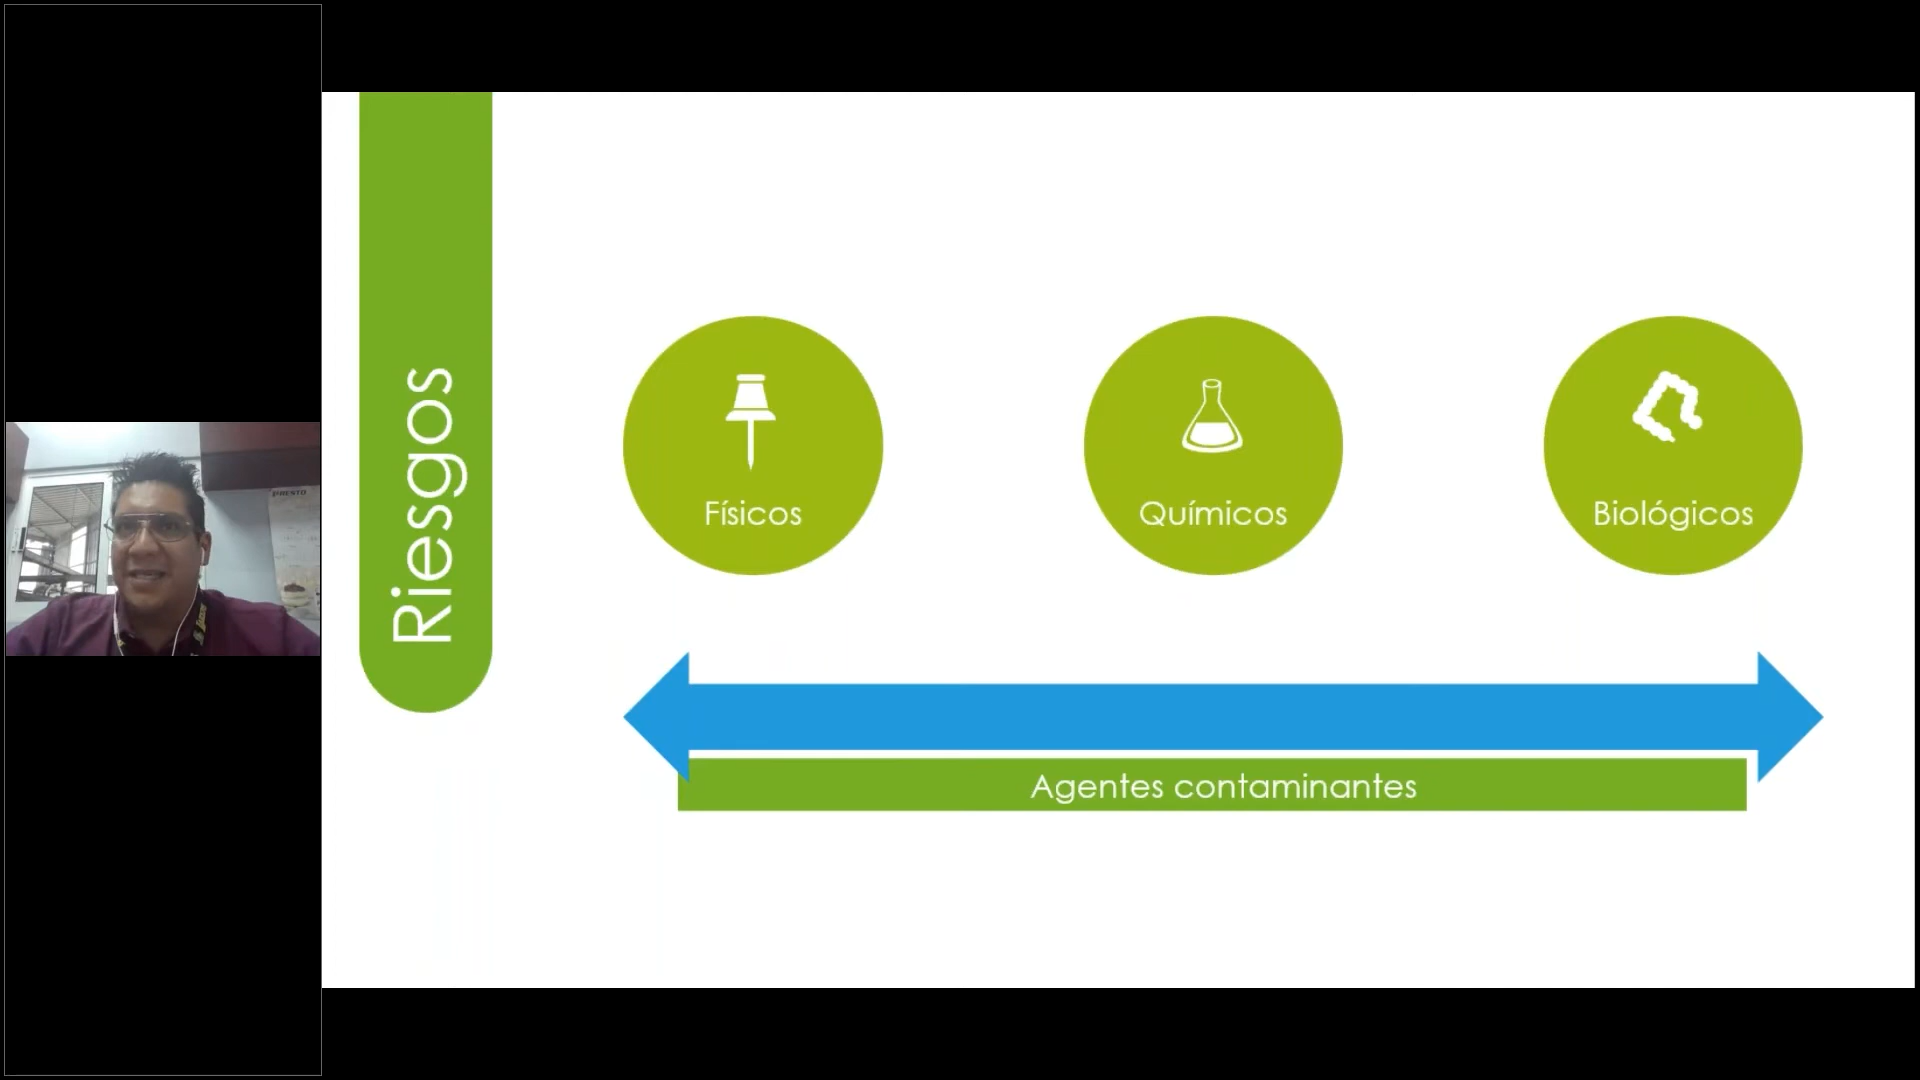 Riesgos
Físicos
Químicos
Biológicos
Agentes contaminantes